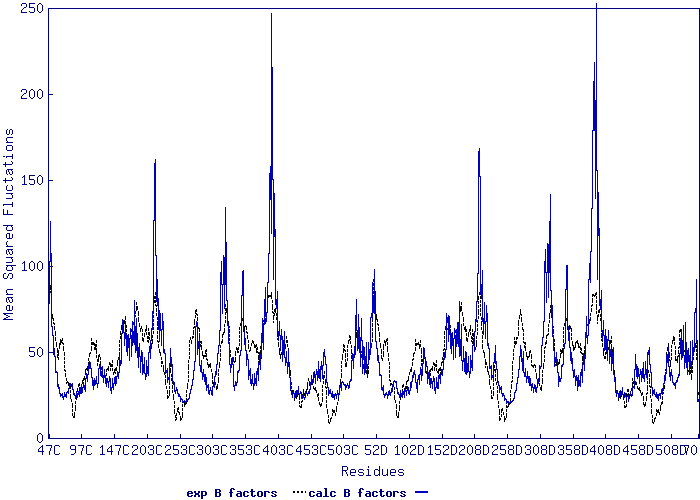 250
200
150
100
50
0
Mean Squared Fluctations
47C 97C 147C 203C 253C 303C 353C 403C 453C 503C 52D 102D 152D 208D 258D 308D 358D 408D 458D 508D 70
Residues
exp B factors calc B factors